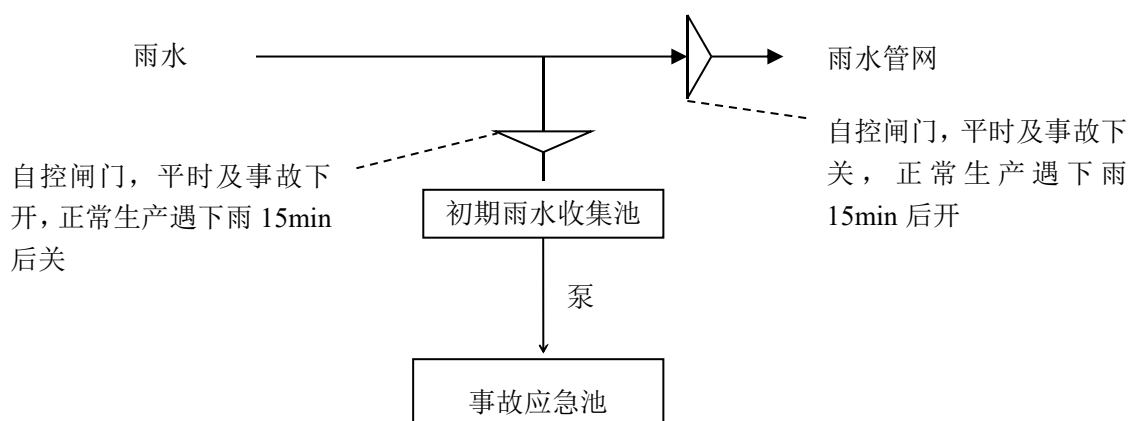 雨水
雨水管网
自控闸门，平时及事故下
关，正常生产遇下雨
15min 后开
自控闸门，平时及事故下
开，正常生产遇下雨 15min
后关
初期雨水收集池
泵
事故应急池